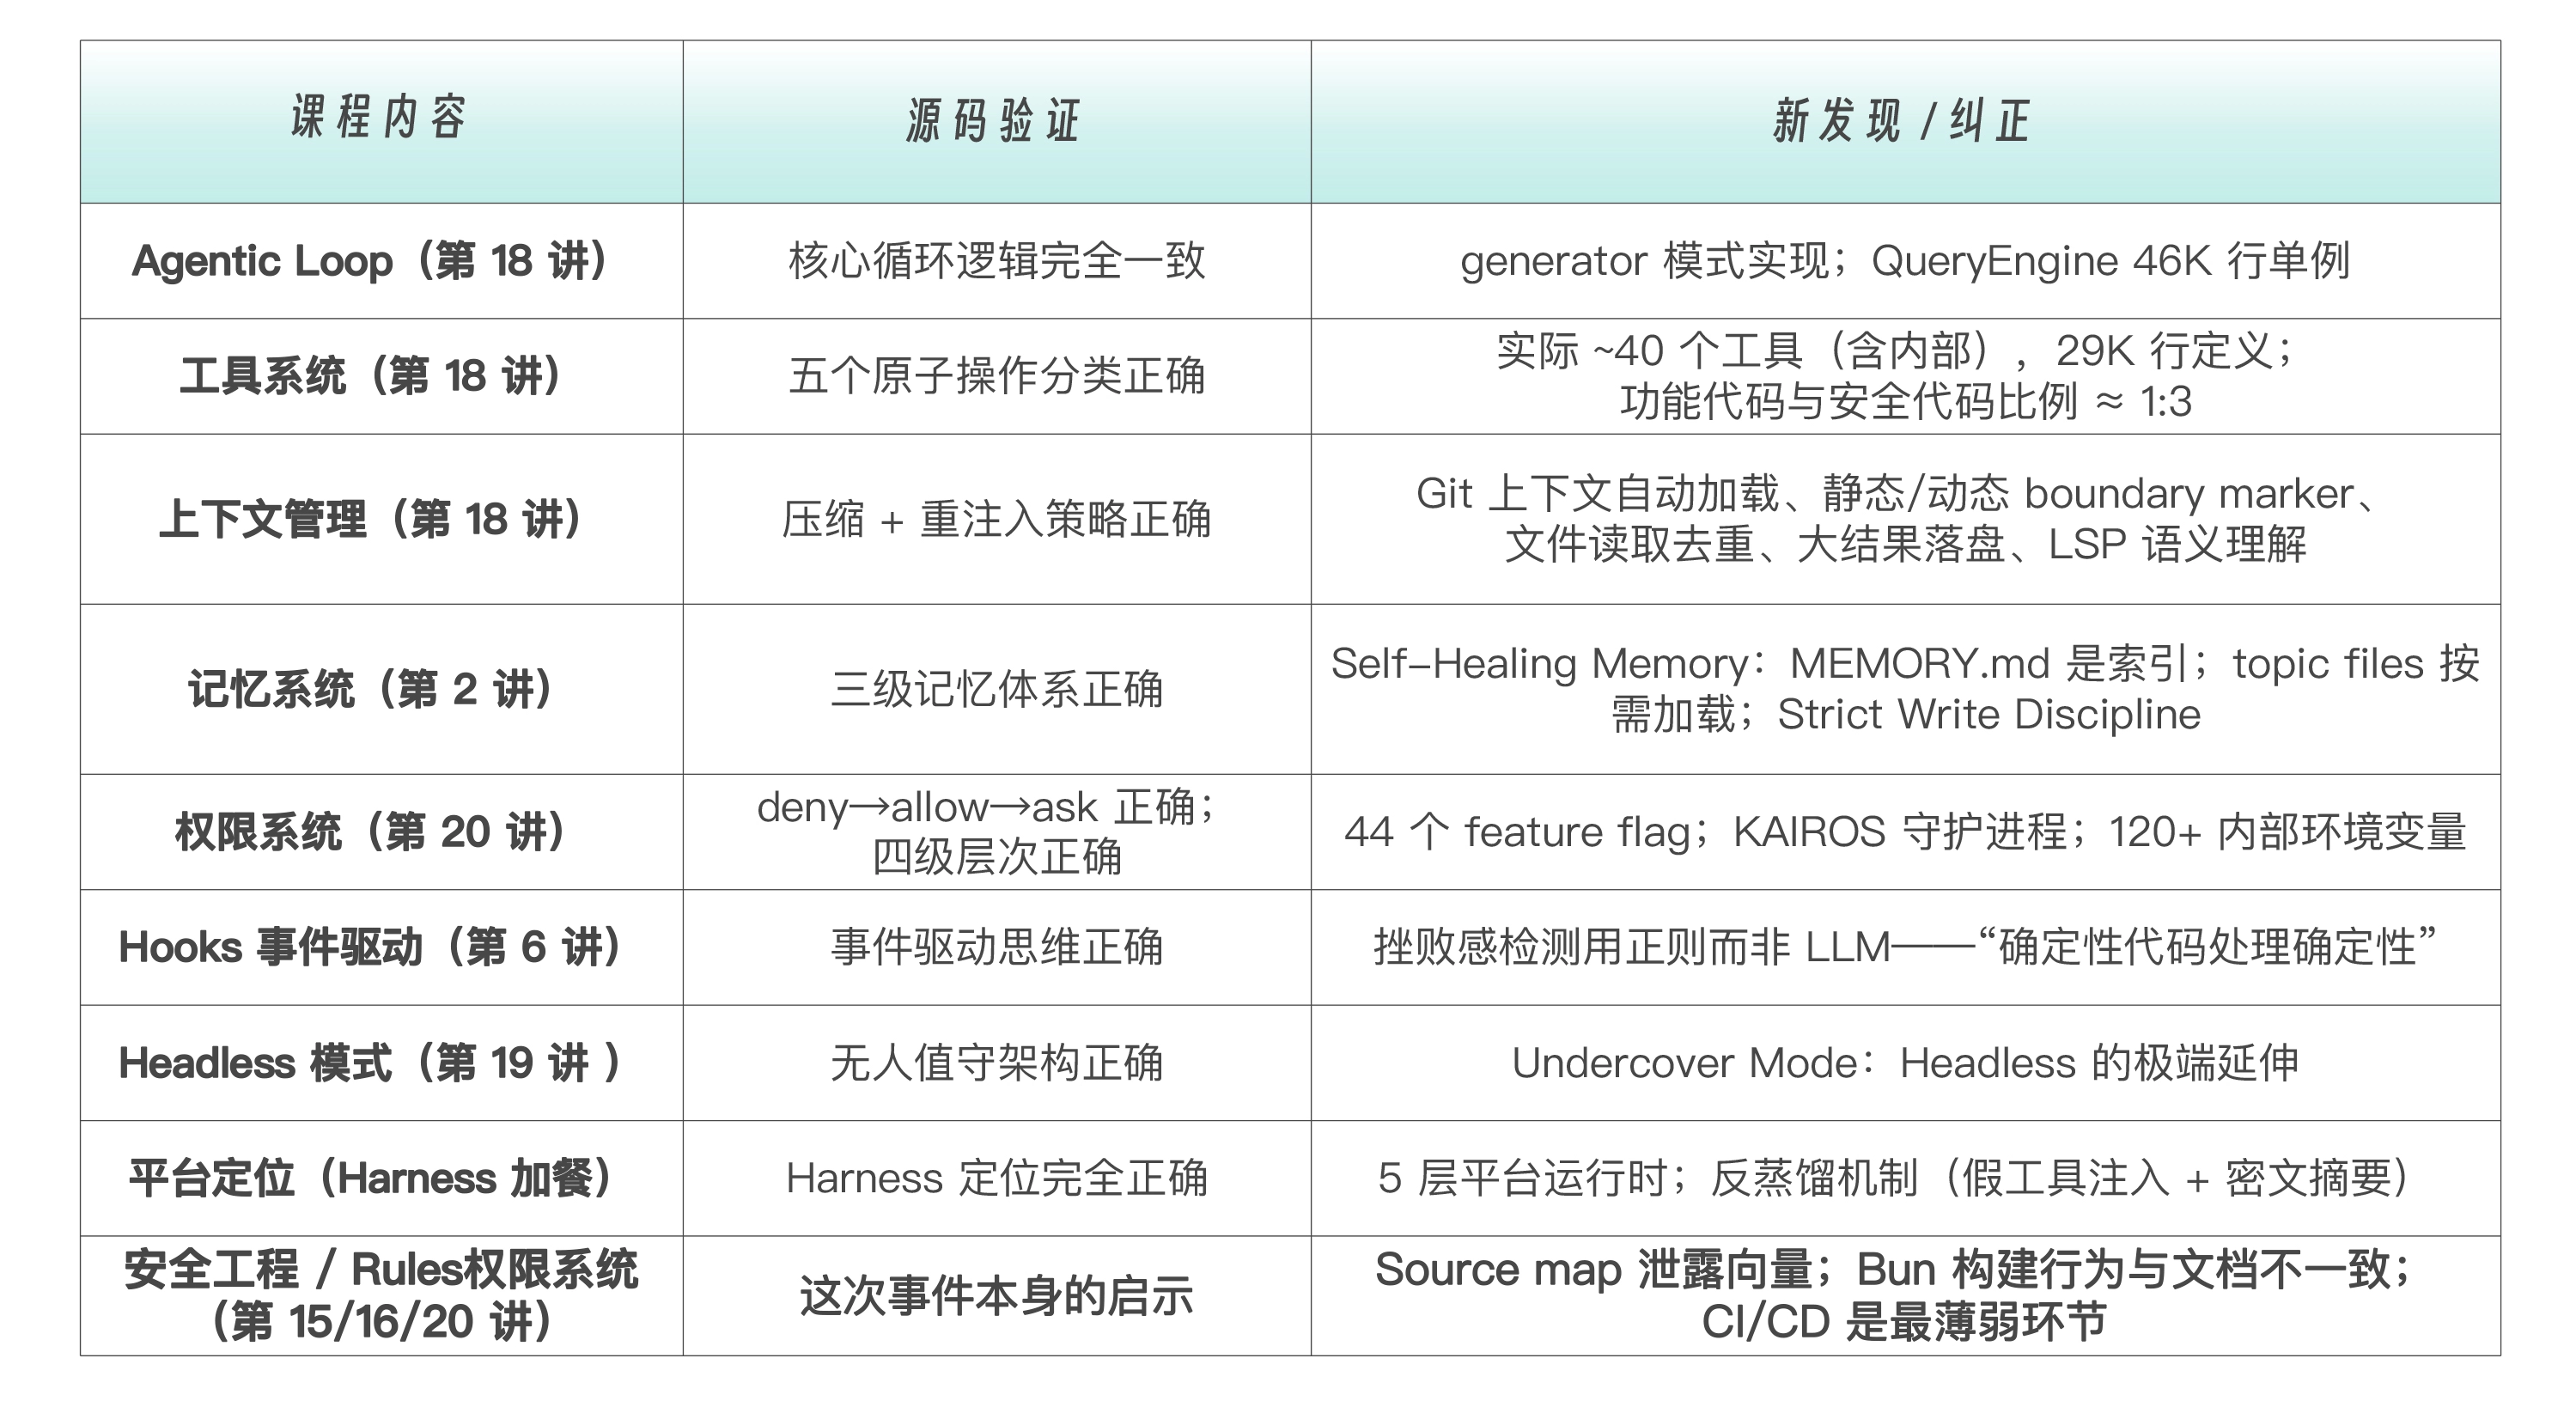 课程内容
源码验证
新发现/纠正
Agentic Loop（第 18 讲）
核心循环逻辑完全一致
generator 模式实现；QueryEngine 46K 行单例
工具系统（第 18 讲）
五个原子操作分类正确
实际 ~40 个工具（含内部），29K 行定义；
功能代码与安全代码比例 ≈ 1:3
上下文管理（第 18 讲）
压缩 + 重注入策略正确
Git 上下文自动加载、静态/动态 boundary marker、
文件读取去重、大结果落盘、LSP 语义理解
记忆系统（第 2 讲）
三级记忆体系正确
Self-Healing Memory：MEMORY.md 是索引；topic files 按
需加载；Strict Write Discipline
权限系统（第 20 讲）
deny→allow→ask 正确；
四级层次正确
44 个 feature flag；KAIROS 守护进程；120+ 内部环境变量
Hooks 事件驱动（第 6 讲）
事件驱动思维正确
挫败感检测用正则而非 LLM——“确定性代码处理确定性”
Headless 模式（第 19 讲 ）
无人值守架构正确
Undercover Mode：Headless 的极端延伸
平台定位（Harness 加餐）
Harness 定位完全正确
5 层平台运行时；反蒸馏机制（假工具注入 + 密文摘要）
安全工程 / Rules权限系统
（第 15/16/20 讲）
这次事件本身的启示
Source map 泄露向量；Bun 构建行为与文档不一致；
CI/CD 是最薄弱环节